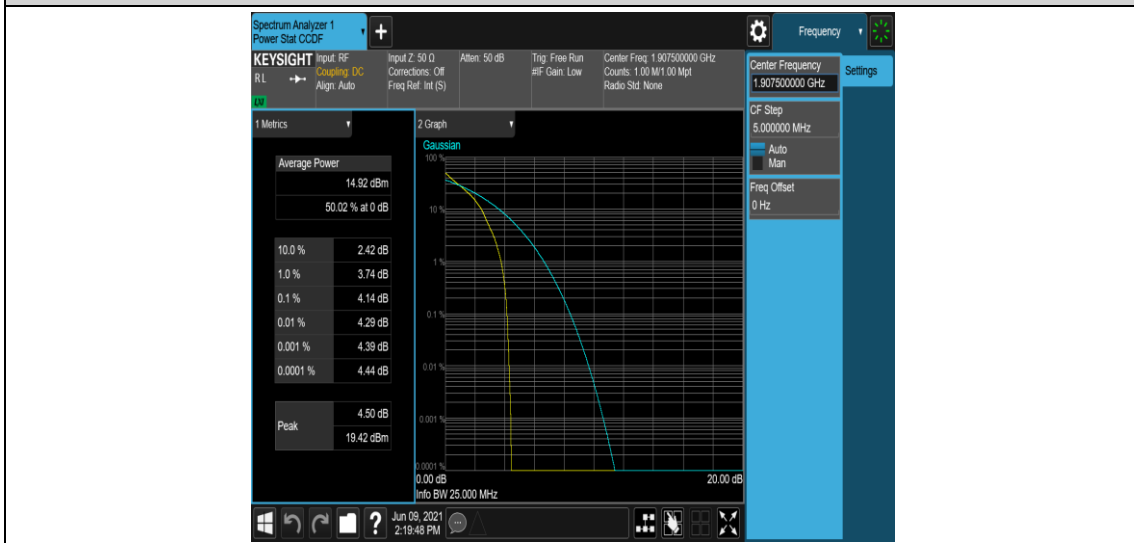 Spectrum Analyzer 1
Power Stat CCDF
+
Frequency
KEYSIGHT
RL
LXI
Input: RF
Coupling: DC
Align: Auto
Input Z: 50 Ω
Corrections: Off
Freq Ref: Int (S)
Atten: 50 dB
Trig: Free Run
#IF Gain: Low
Center Freq: 1.907500000 GHz
Counts: 1.00 M/1.00 Mpt
Radio Std: None
Center Frequency
1.907500000 GHz
Settings
CF Step
5.000000 MHz
Auto
Man
Freq Offset
0 Hz
1 Metrics
Average Power
14.92 dBm
50.02 % at 0 dB
10.0 % 2.42 dB
1.0 % 3.74 dB
0.1 % 4.14 dB
0.01 % 4.29 dB
0.001 % 4.39 dB
0.0001 % 4.44 dB
Peak
4.50 dB
19.42 dBm
2 Graph
Gaussian
100 %
10 %
1 %
0.1 %
0.01 %
0.001 %
0.0001 %
0.00 dB 20.00 dB
Info BW 25.000 MHz
?
Jun 09, 2021
2:19:48 PM